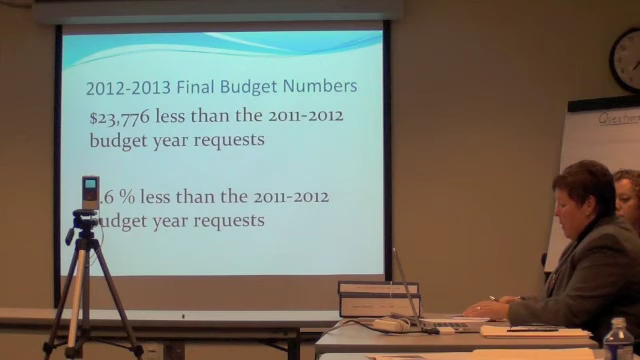 2012-2013 Final Budget Numbers
$23,776 less than the 2011-2012
budget year requests
.6 % less than the 2011-2012
budget year requests